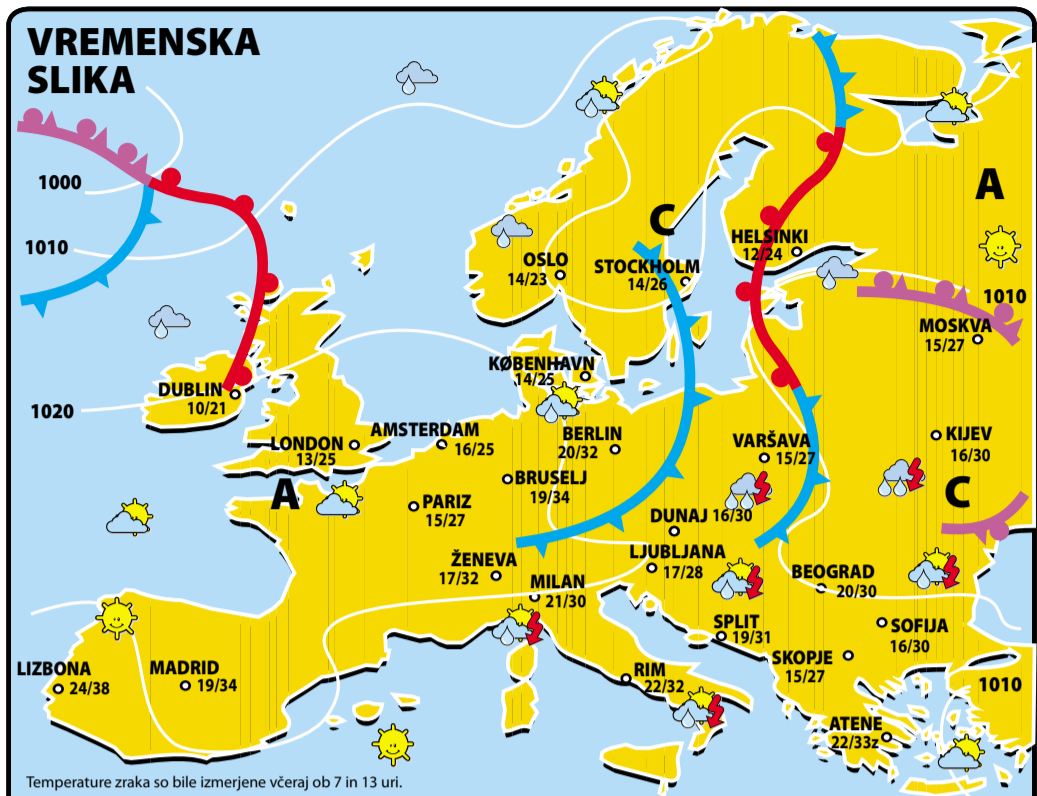 VREMENSKA
SLIKA
1000
1010
1020
A
C
HELSINKI
12/24
OSLO
14/23
STOCKHOLM
14/26
1010
MOSKVA
15/27
KØBENHAVN
14/25
DUBLIN
10/21
LONDON
13/25
AMSTERDAM
16/25
BERLIN
20/32
VARŠAVA
15/27
KIJEV
16/30
BRUSELJ
19/34
A
PARIZ
15/27
C
DUNAJ 16/30
LJUBLJANA
17/28
ŽENEVA
17/32
MILAN
21/30
BEOGRAD
20/30
SPLIT
19/31
SOFIJA
16/30
SKOPJE
15/27
LIZBONA
24/38
MADRID
19/34
RIM
22/32
1010
ATENE
22/33z
Temperature zraka so bile izmerjene včeraj ob 7 in 13 uri.